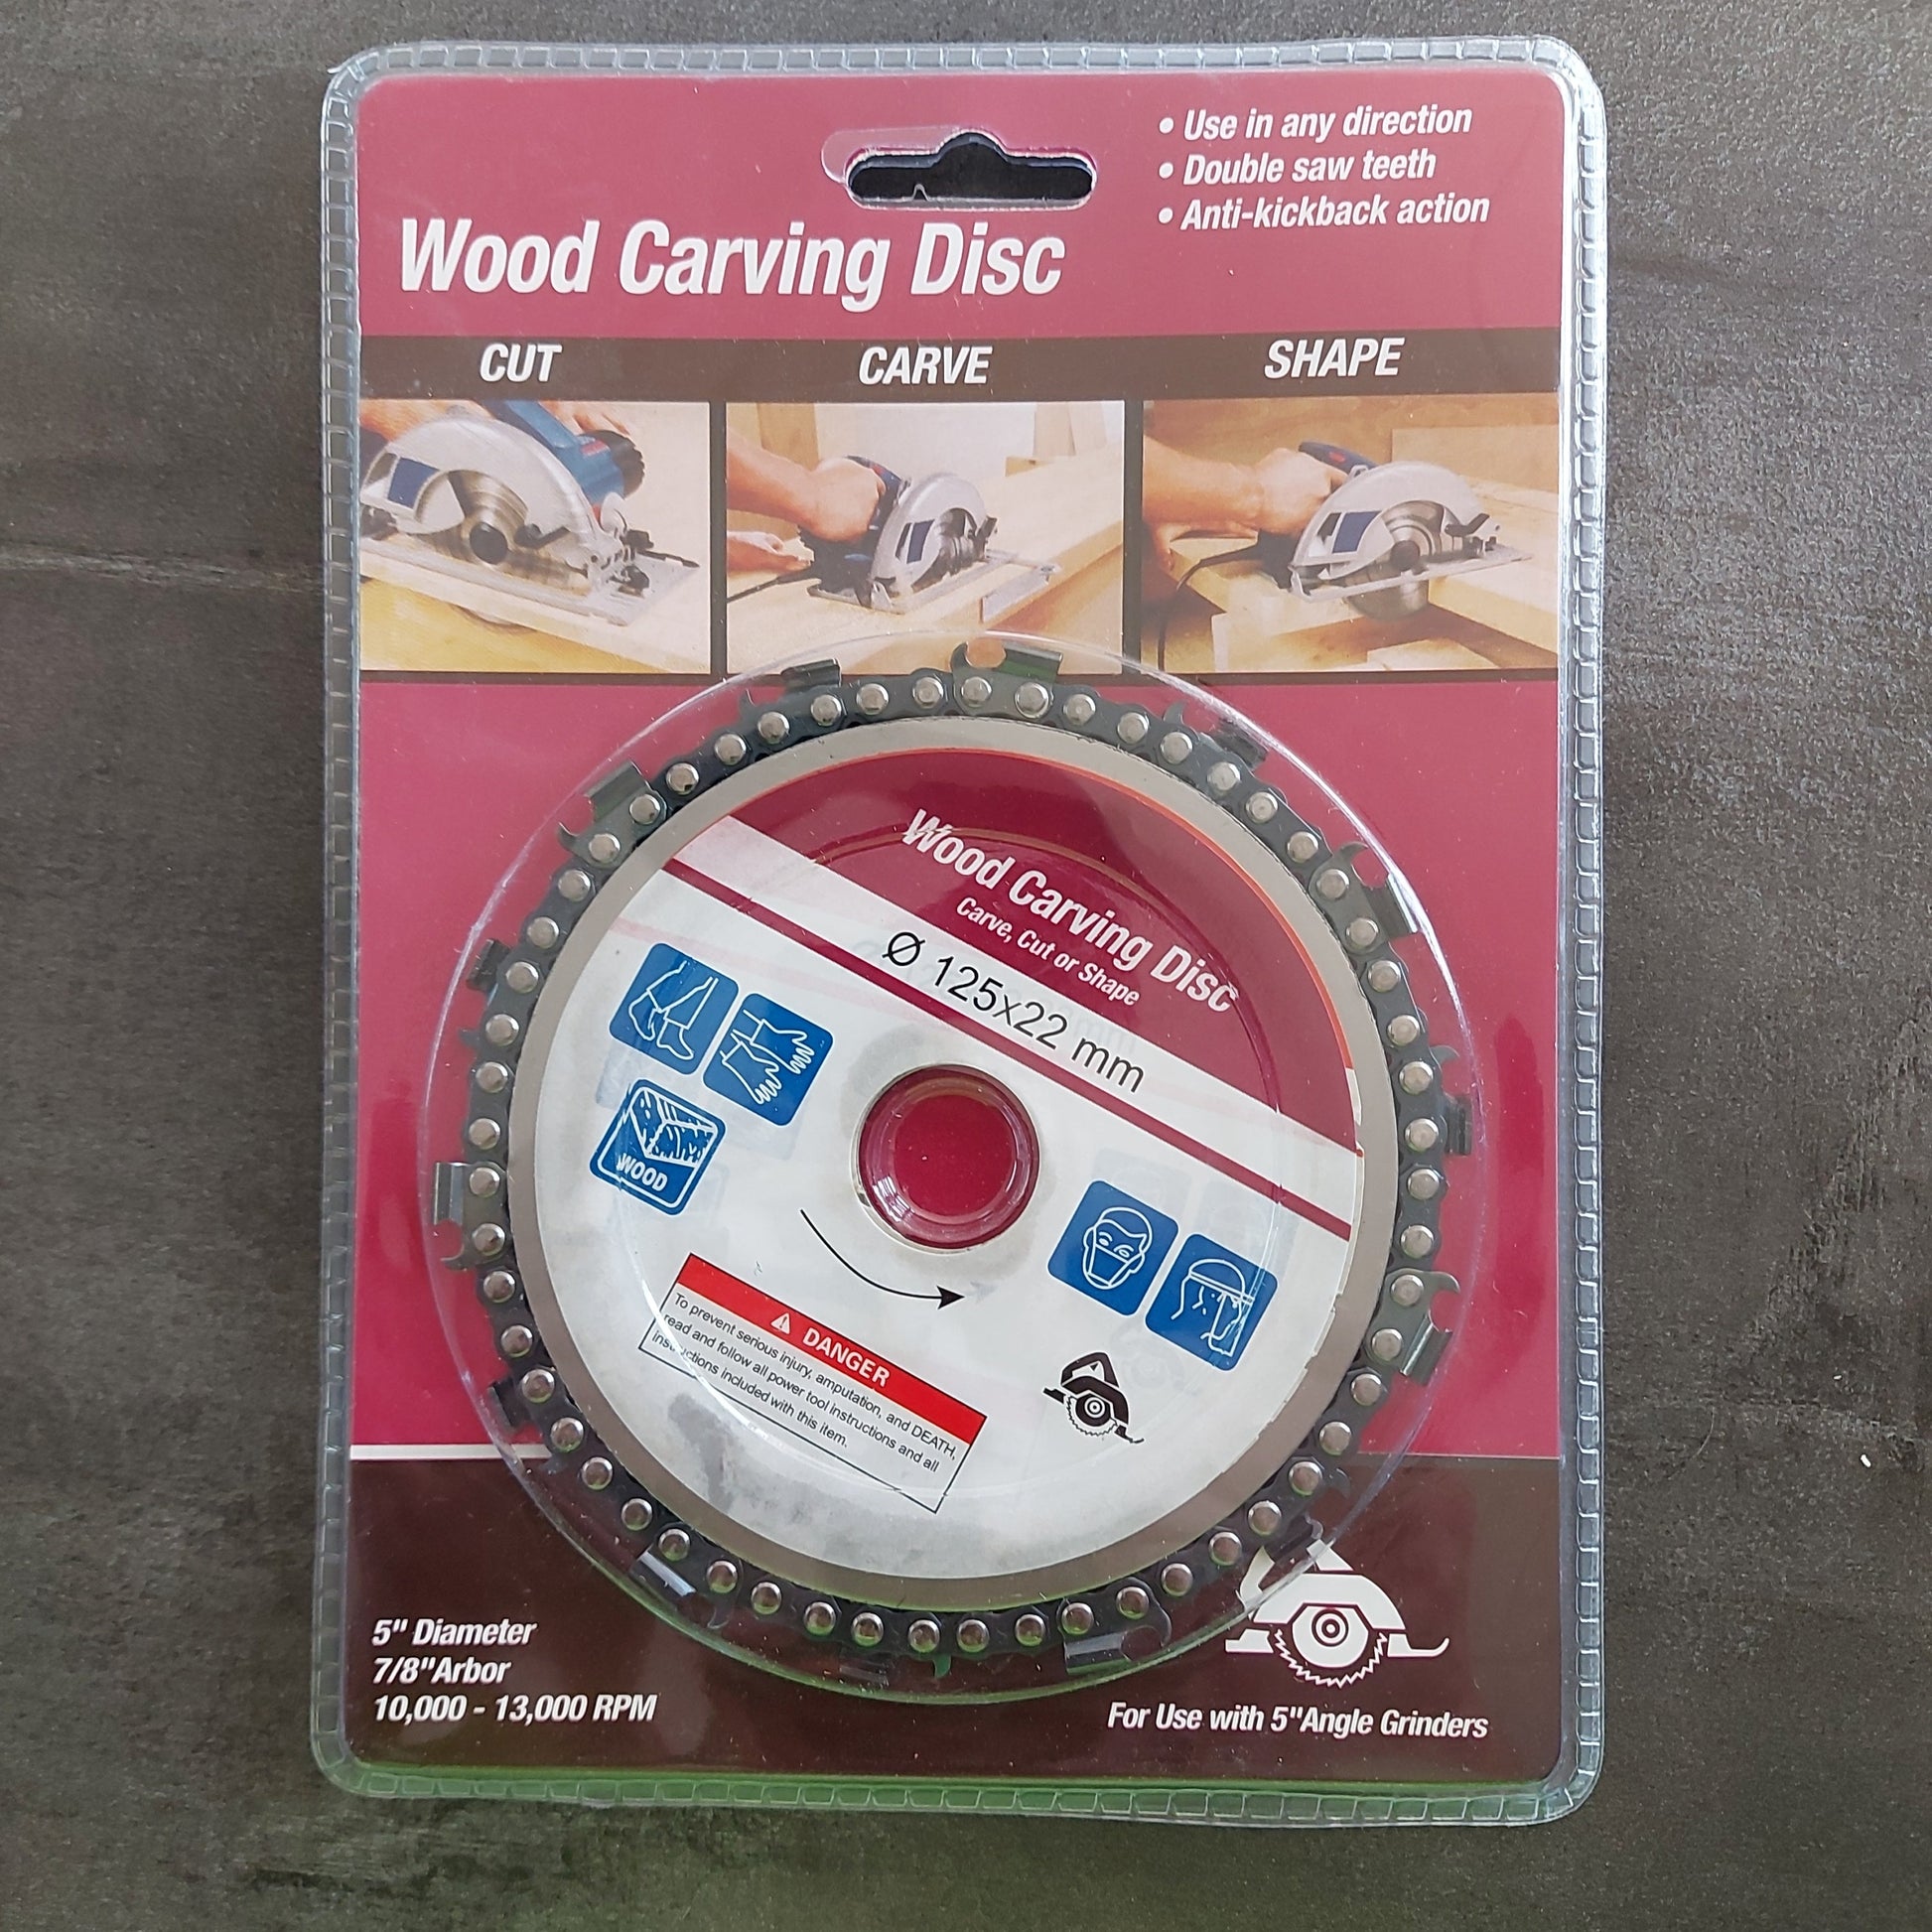 • Use in any direction
• Double saw teeth
• Anti-kickback action
Wood Carving Disc
CUT
CARVE
SHAPE
Wood Carving Disc
Carve, Cut or Shape
Ø 125x22 mm
WOOD
DANGER
To prevent serious injury, amputation, and DEATH,
read and follow all power tool instructions and all
instructions included with this item.
5" Diameter
7/8"Arbor
10,000 - 13,000 RPM
For Use with 5"Angle Grinders